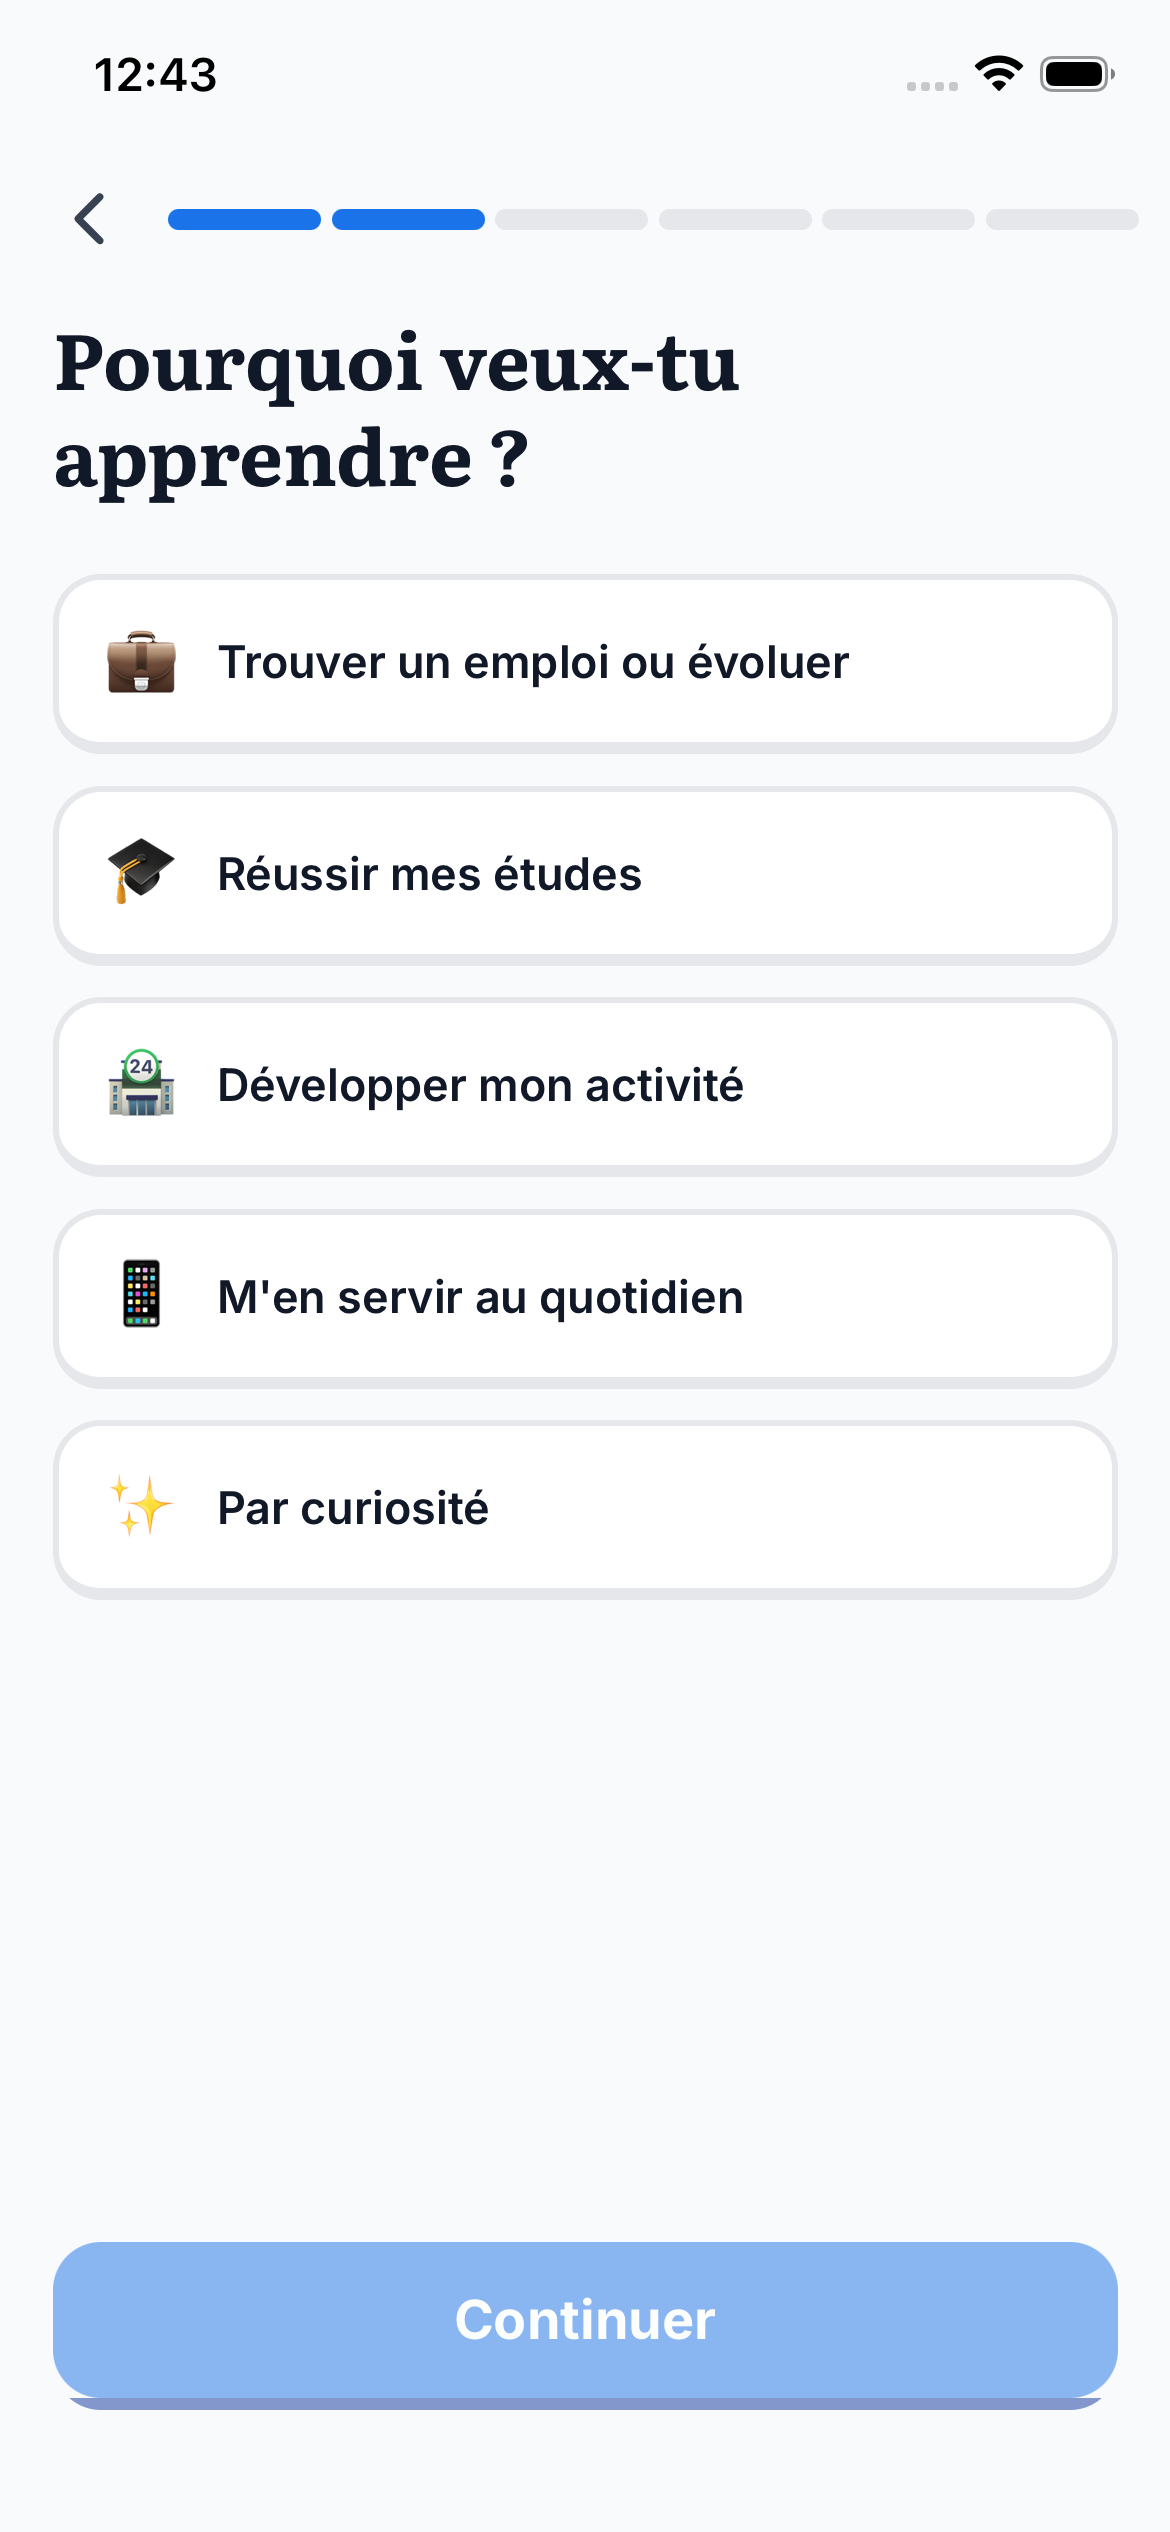 12:43
Pourquoi veux-tu
apprendre ?
Trouver un emploi ou évoluer
Réussir mes études
24
Développer mon activité
M'en servir au quotidien
Par curiosité
Continuer